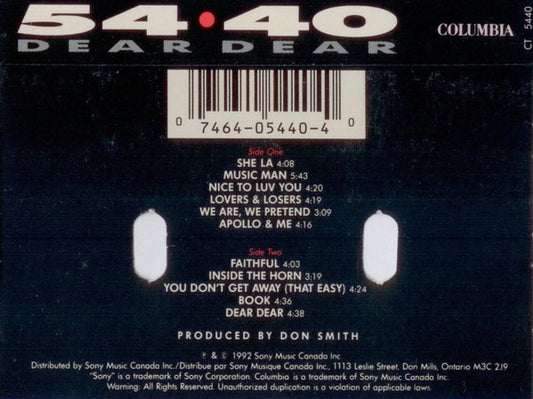 54•40
DEAR DEAR
COLUMBIA
CT 5440
0 7464-05440-4 0
Side One
SHE LA 4:08
MUSIC MAN 5:43
NICE TO LUV YOU 4:20
LOVERS & LOSERS 4:19
WE ARE, WE PRETEND 3:09
APOLLO & ME 4:16
Side Two
FAITHFUL 4:03
INSIDE THE HORN 3:19
YOU DON'T GET AWAY (THAT EASY) 4:24
BOOK 4:36
DEAR DEAR 4:38
PRODUCED BY DON SMITH
℗ & © 1992 Sony Music Canada Inc
Distributed by Sony Music Canada Inc./Distribue par Sony Musique Canada Inc., 1113 Leslie Street, Don Mills, Ontario M3C 2J9
"Sony" is a trademark of Sony Corporation. Columbia is a trademark of Sony Music Canada Inc.
Warning: All Rights Reserved. Unauthorized duplication is a violation of applicable laws.